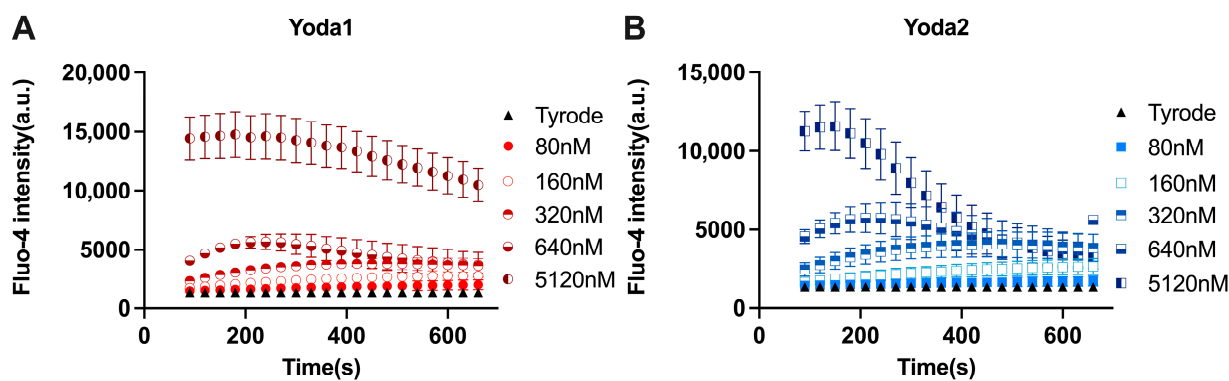 A
Yoda1
Fluo-4 intensity(a.u.)
20,000
15,000
10,000
5000
0
0
200
400
600
Time(s)
Tyrode
80nM
160nM
320nM
640nM
5120nM
B
Yoda2
Fluo-4 intensity(a.u.)
15,000
10,000
5000
0
0
200
400
600
Time(s)
Tyrode
80nM
160nM
320nM
640nM
5120nM